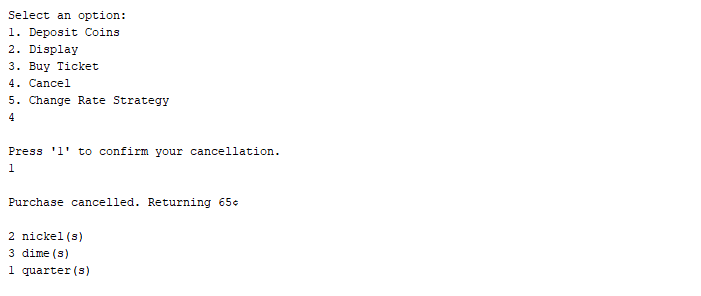 Select an option:
1. Deposit Coins
2. Display
3. Buy Ticket
4. Cancel
5. Change Rate Strategy
4
Press '1' to confirm your cancellation.
1
Purchase cancelled. Returning 65¢
2 nickel(s)
3 dime(s)
1 quarter(s)